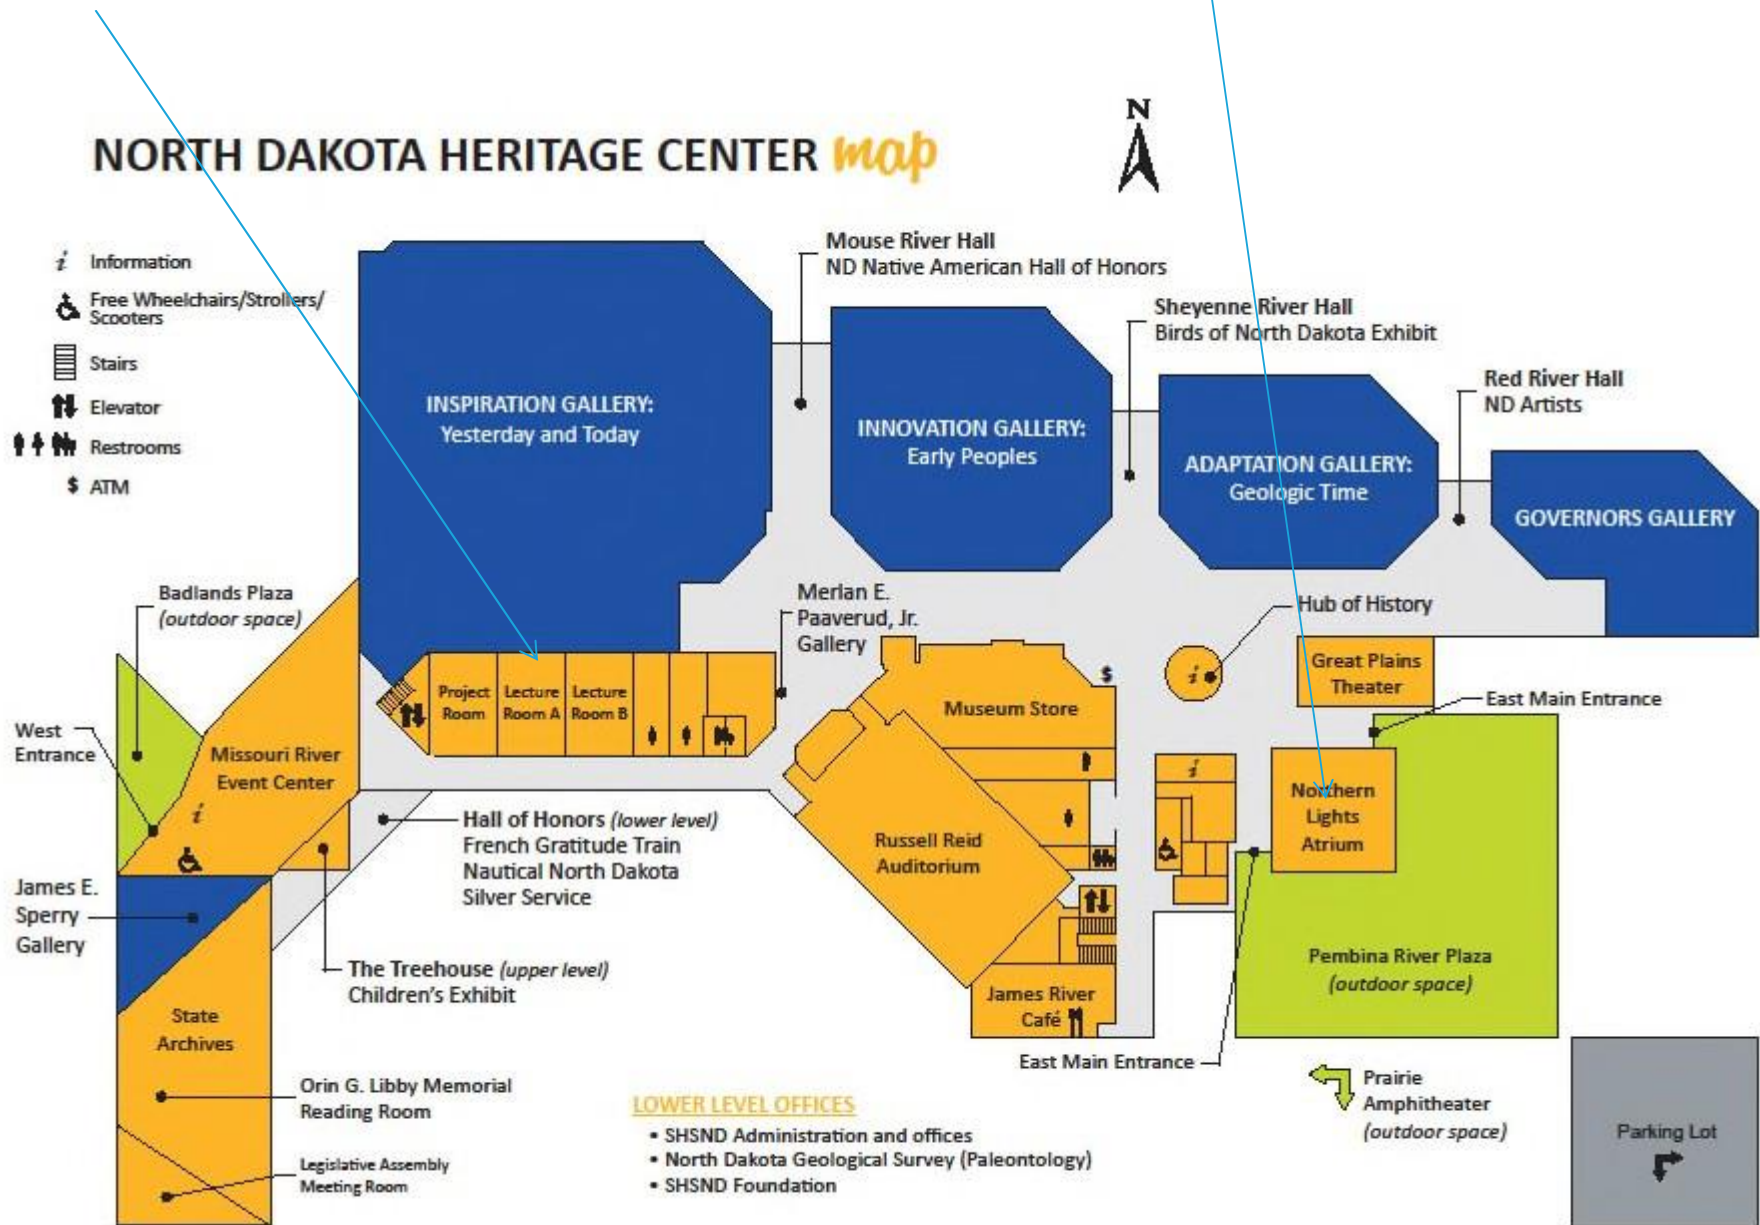 N
NORTH DAKOTA HERITAGE CENTER map
i Information
Free Wheelchairs/Strollers/
Scooters
Stairs
Elevator
Restrooms
$ ATM
Mouse River Hall
ND Native American Hall of Honors
Sheyenne River Hall
Birds of North Dakota Exhibit
Red River Hall
ND Artists
INSPIRATION GALLERY:
Yesterday and Today
INNOVATION GALLERY:
Early Peoples
ADAPTATION GALLERY:
Geologic Time
GOVERNORS GALLERY
Badlands Plaza
(outdoor space)
Merlan E.
Paaverud, Jr.
Gallery
Hub of History
i
$
Great Plains
Theater
East Main Entrance
Project
Room
Lecture
Room A
Lecture
Room B
Museum Store
West
Entrance
Missouri River
Event Center
i
i
Northern
Lights
Atrium
Hall of Honors (lower level)
French Gratitude Train
Nautical North Dakota
Silver Service
Russell Reid
Auditorium
James E.
Sperry
Gallery
The Treehouse (upper level)
Children's Exhibit
Pembina River Plaza
(outdoor space)
State
Archives
James River
Café
East Main Entrance
Orin G. Libby Memorial
Reading Room
Legislative Assembly
Meeting Room
LOWER LEVEL OFFICES
• SHSND Administration and offices
• North Dakota Geological Survey (Paleontology)
• SHSND Foundation
Prairie
Amphitheater
(outdoor space)
Parking Lot